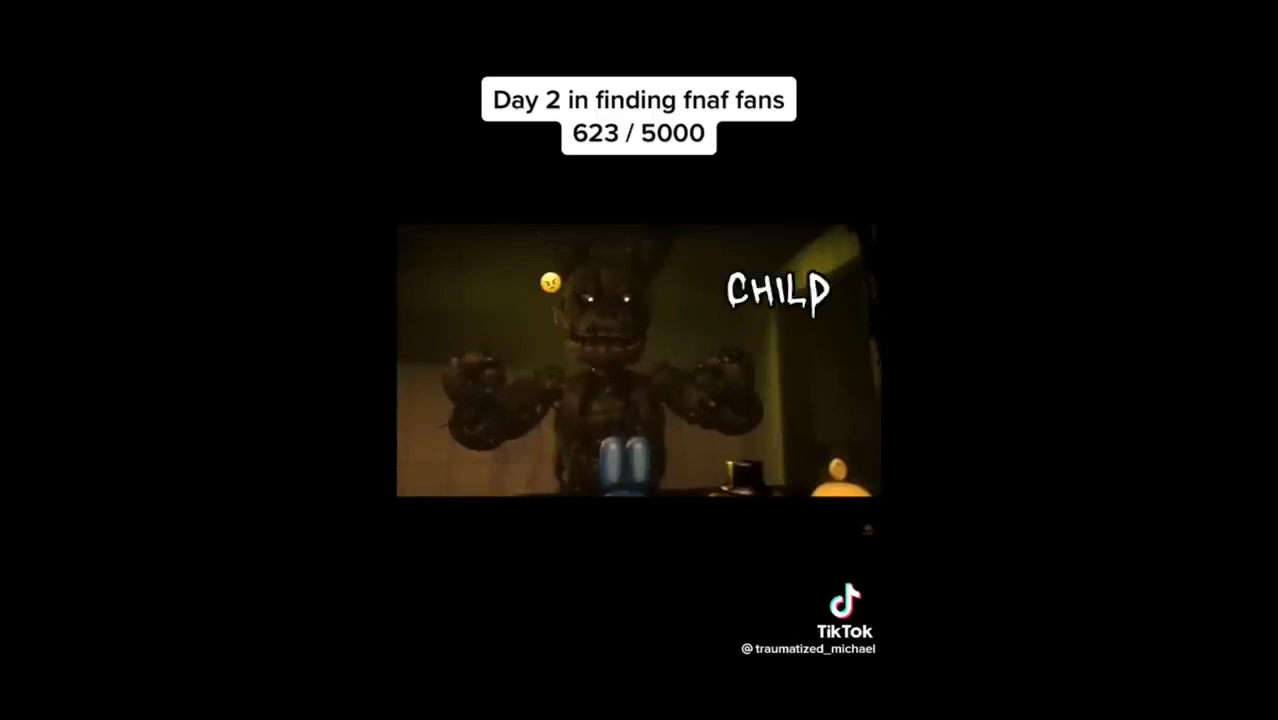 Day 2 in finding fnaf fans
623 / 5000
CHILD
TikTok
@ traumatized_michael